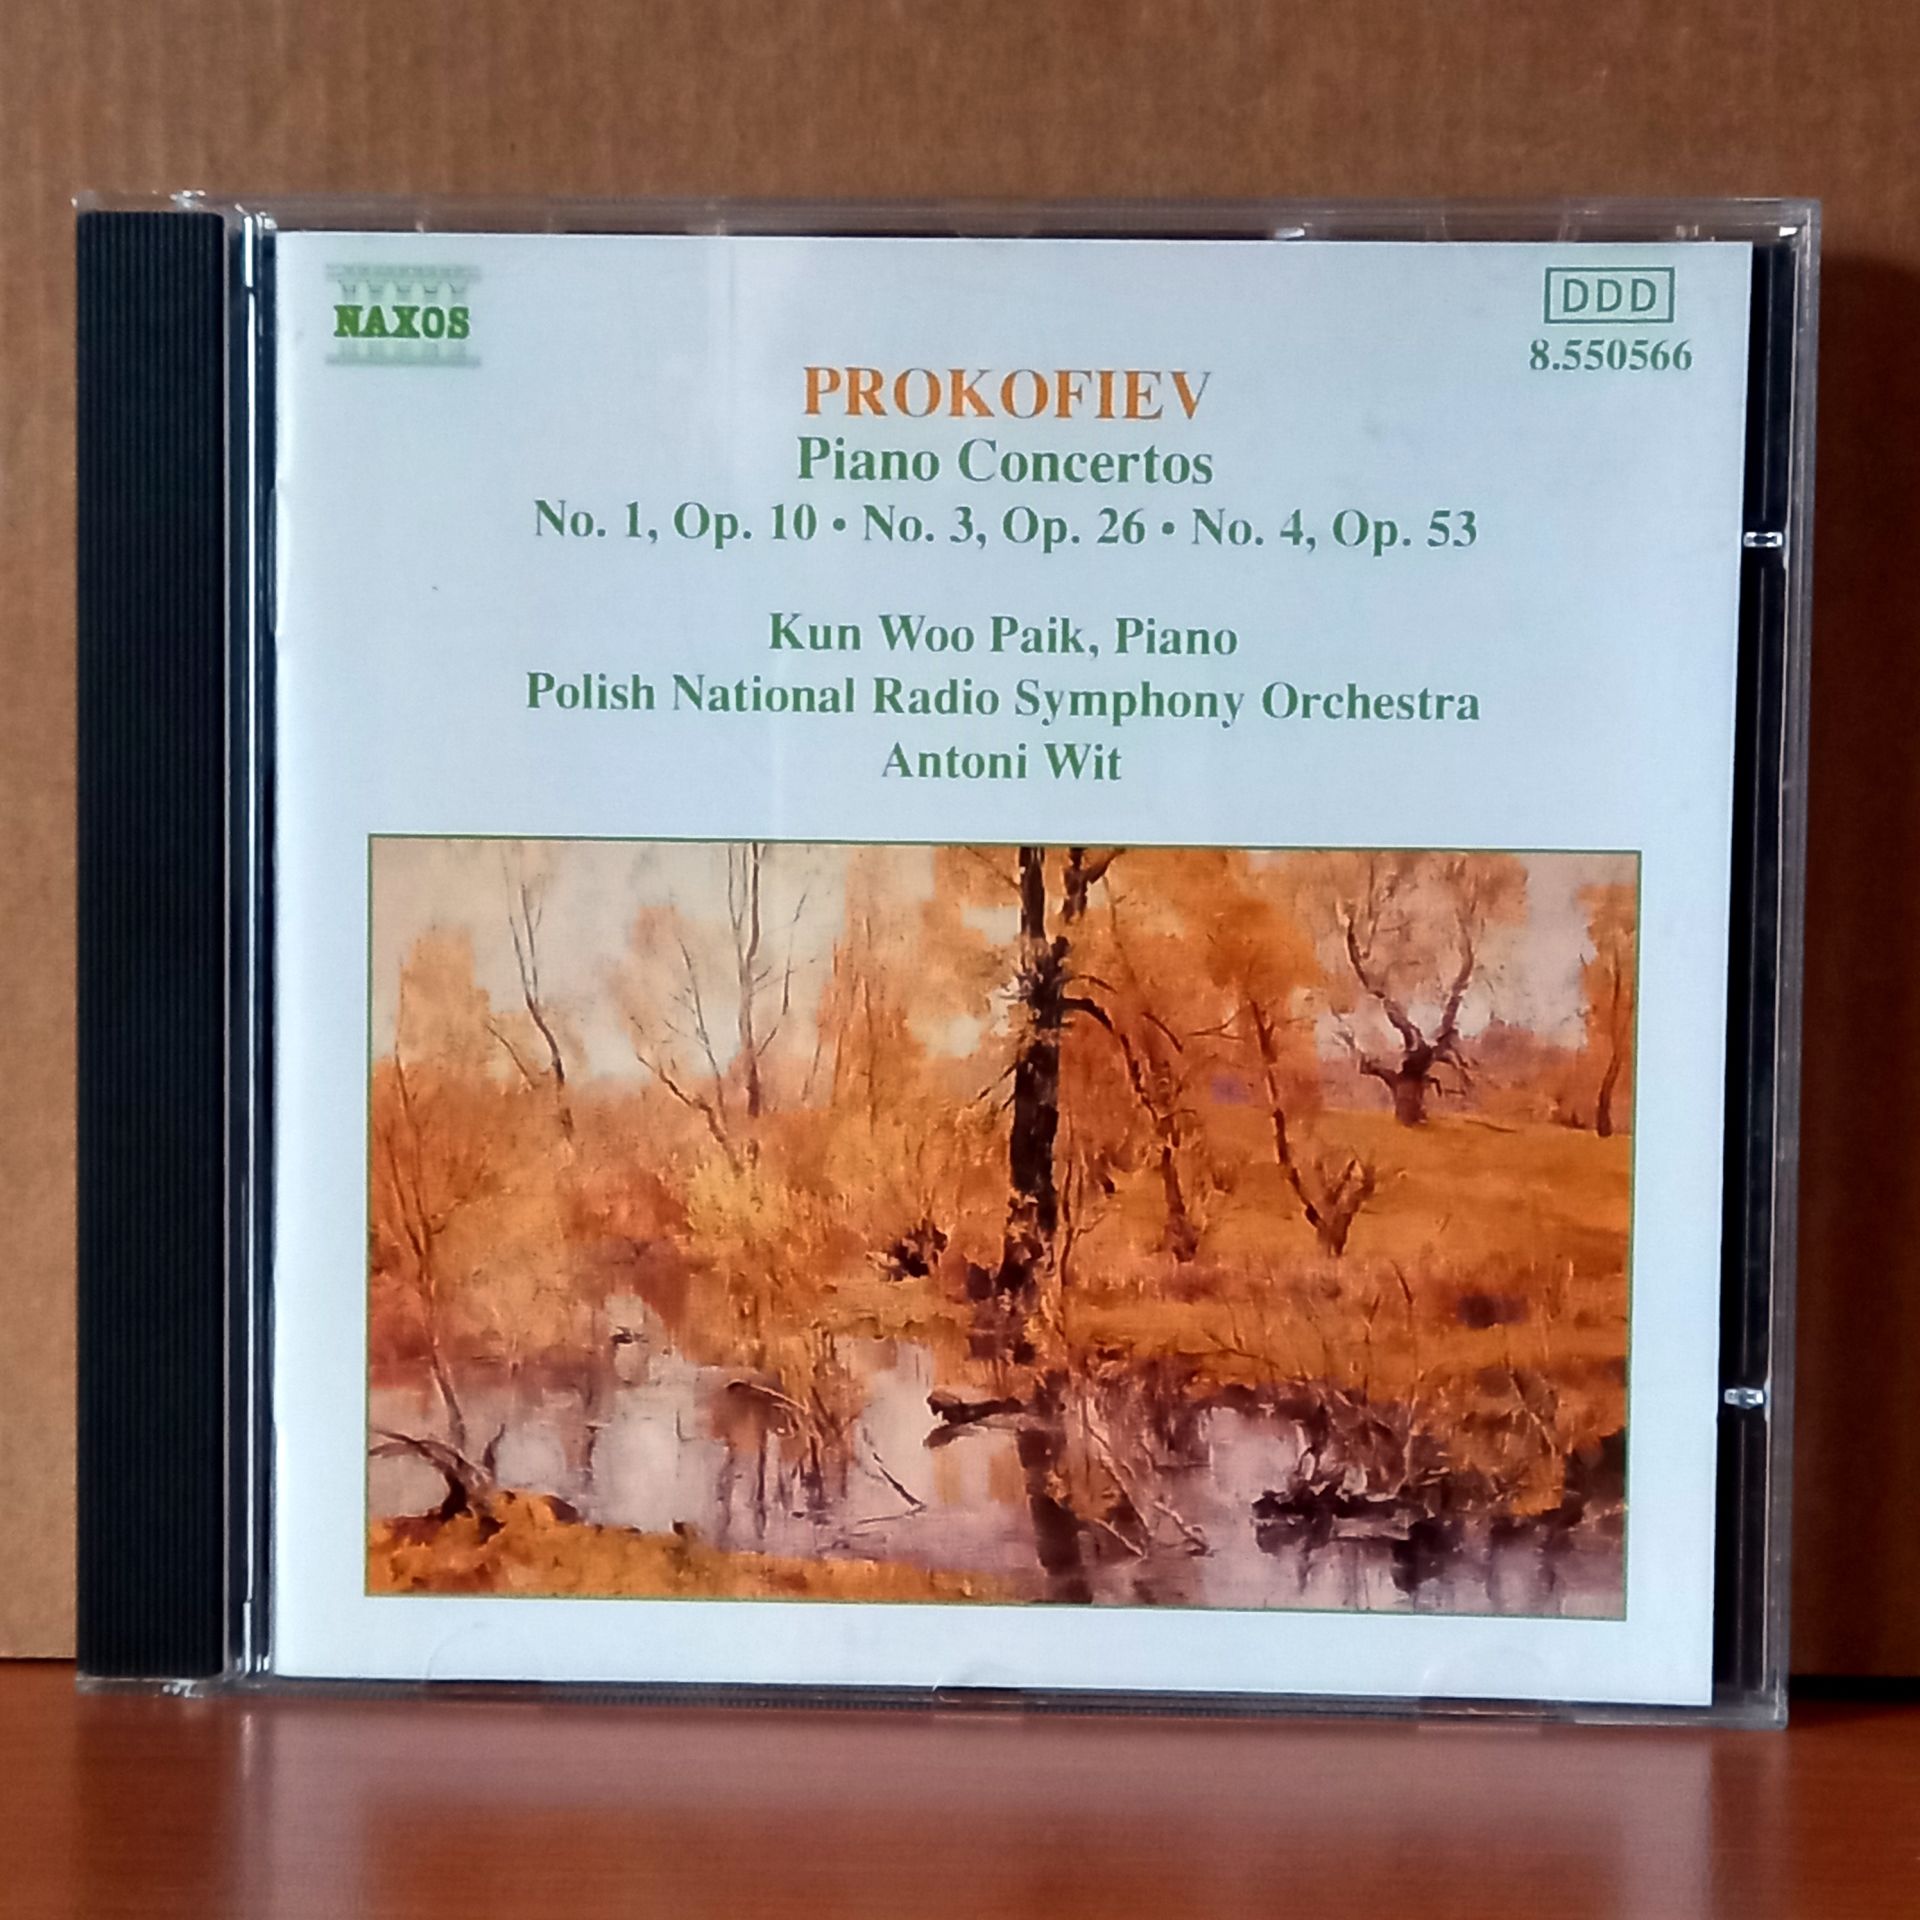 NAXOS
DDD
8.550566
PROKOFIEV
Piano Concertos
No. 1, Op. 10 • No. 3, Op. 26 • No. 4, Op. 53
Kun Woo Paik, Piano
Polish National Radio Symphony Orchestra
Antoni Wit